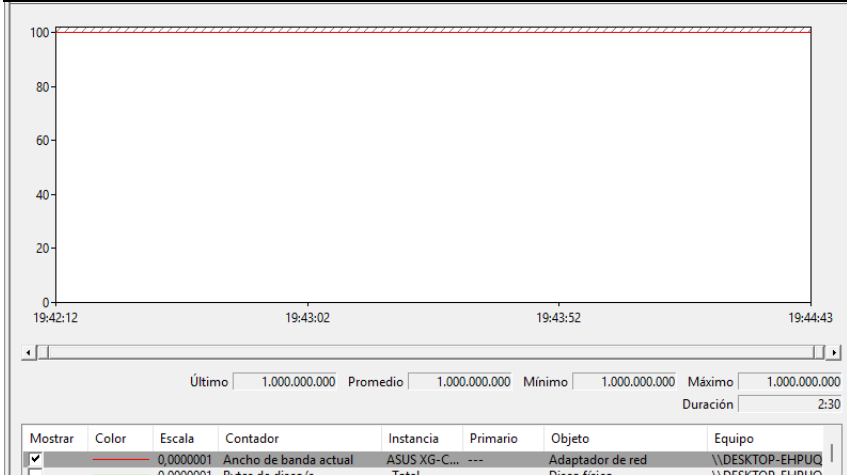 100
80
60
40
20
0
19:42:12 19:43:02 19:43:52 19:44:43
Último 1.000.000.000 Promedio 1.000.000.000 Mínimo 1.000.000.000 Máximo 1.000.000.000
Duración 2:30
Mostrar Color Escala Contador Instancia Primario Objeto Equipo
0,0000001 Ancho de banda actual ASUS XG-C... --- Adaptador de red \\DESKTOP-EHPUQ
0,0000001 Bytes de disco/s _Total Disco físico \\DESKTOP-EHPUQ